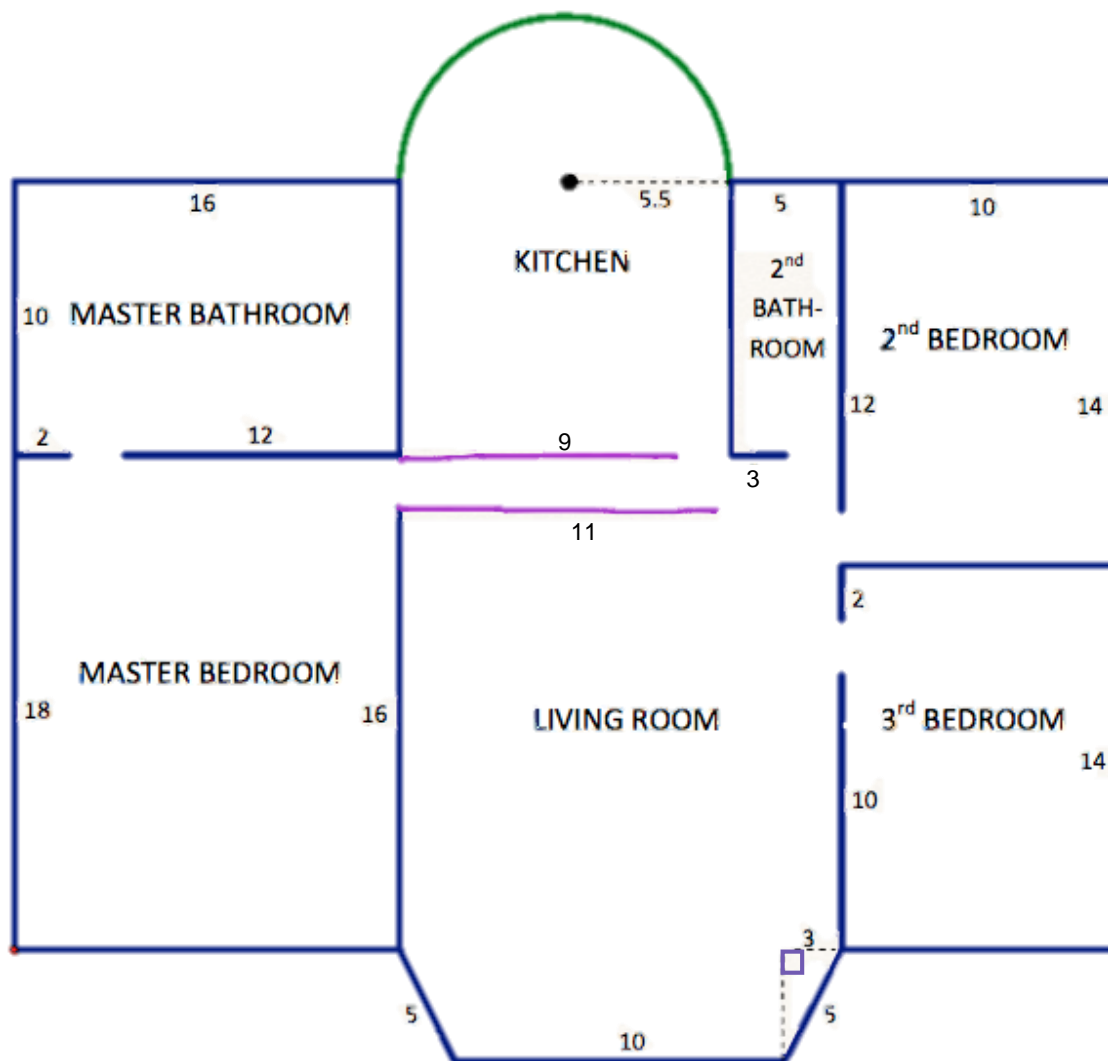 16
5.5
5
10
KITCHEN
2nd
BATH-
ROOM
10
MASTER BATHROOM
2nd BEDROOM
12
14
2
12
9
3
11
2
MASTER BEDROOM
18
16
LIVING ROOM
3rd BEDROOM
14
10
3
5
5
10